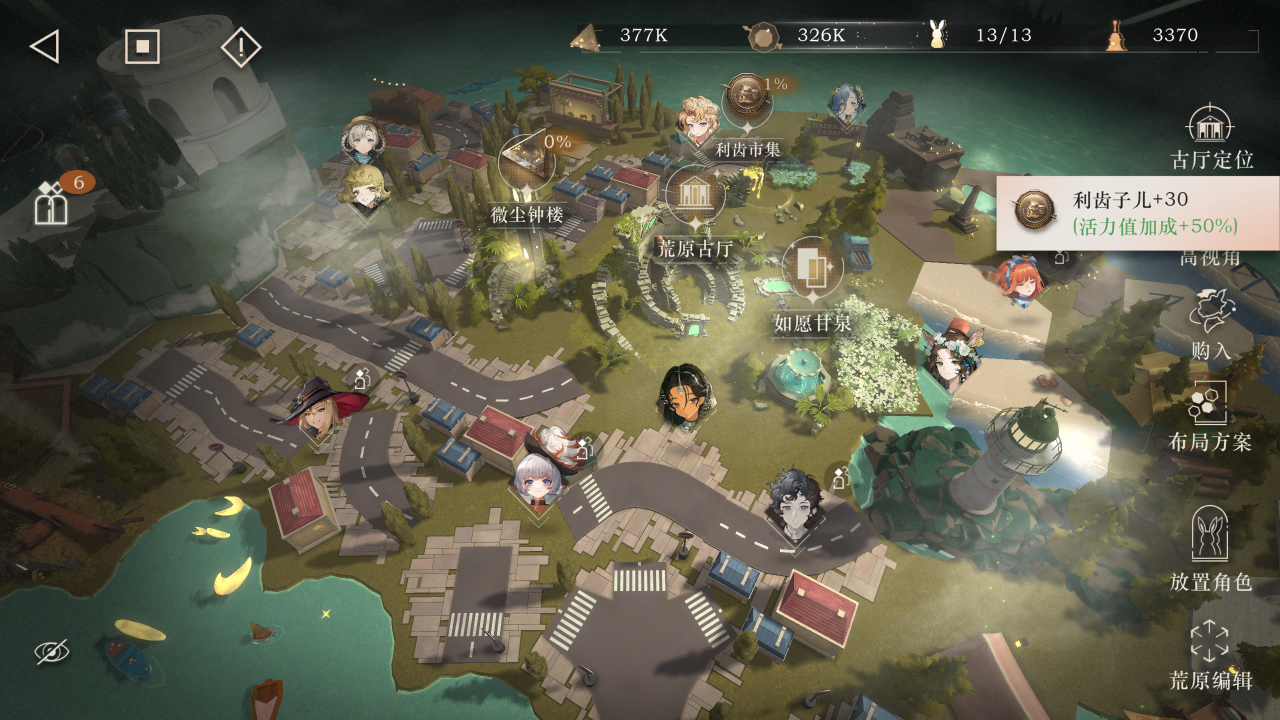 377K
326K
13/13
3370
6
0%
1%
利齿市集
微尘钟楼
荒原古厅
如愿甘泉
古厅定位
利齿子儿+30
(活力值加成+50%)
高视角
购入
布局方案
放置角色
荒原编辑